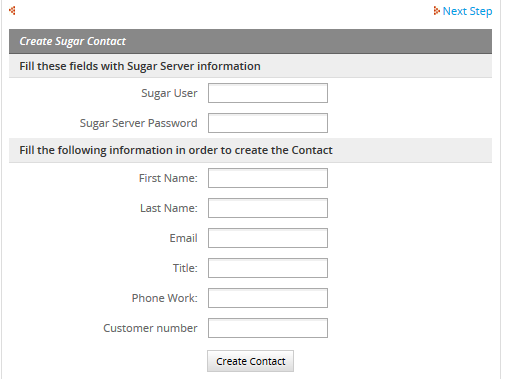 Next Step
Create Sugar Contact
Fill these fields with Sugar Server information
Sugar User
Sugar Server Password
Fill the following information in order to create the Contact
First Name:
Last Name:
Email
Title:
Phone Work:
Customer number
Create Contact